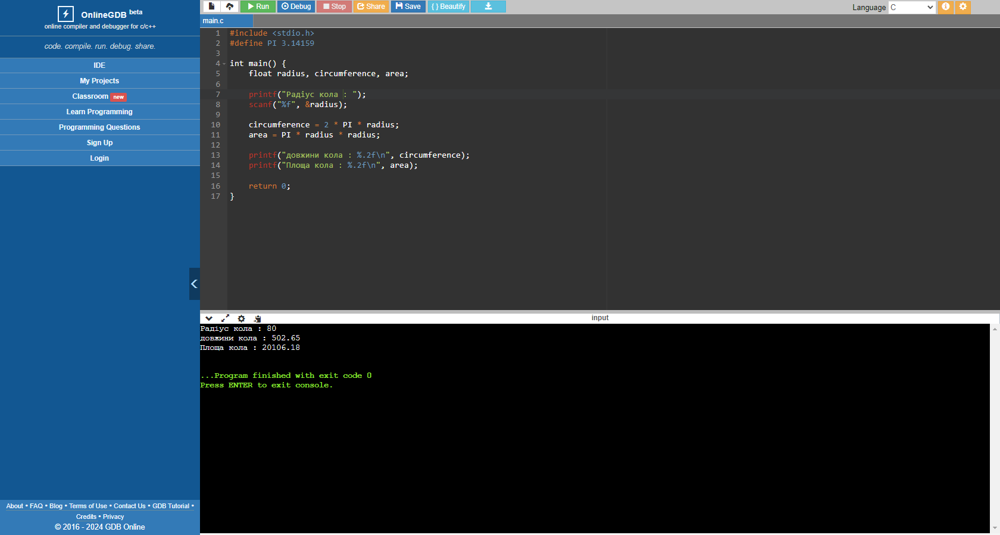 OnlineGDB beta
online compiler and debugger for c/c++
code. compile. run. debug. share.
IDE
My Projects
Classroom new
Learn Programming
Programming Questions
Sign Up
Login
About • FAQ • Blog • Terms of Use • Contact Us • GDB Tutorial •
Credits • Privacy
© 2016 - 2024 GDB Online
Run Debug Stop Share Save { } Beautify
Language C
main.c
1 #include <stdio.h>
2 #define PI 3.14159
3
4 int main() {
5 float radius, circumference, area;
6
7 printf("Радіус кола : ");
8 scanf("%f", &radius);
9
10 circumference = 2 * PI * radius;
11 area = PI * radius * radius;
12
13 printf("довжини кола : %.2f\n", circumference);
14 printf("Площа кола : %.2f\n", area);
15
16 return 0;
17 }
input
Радіус кола : 80
довжини кола : 502.65
Площа кола : 20106.18
...Program finished with exit code 0
Press ENTER to exit console.